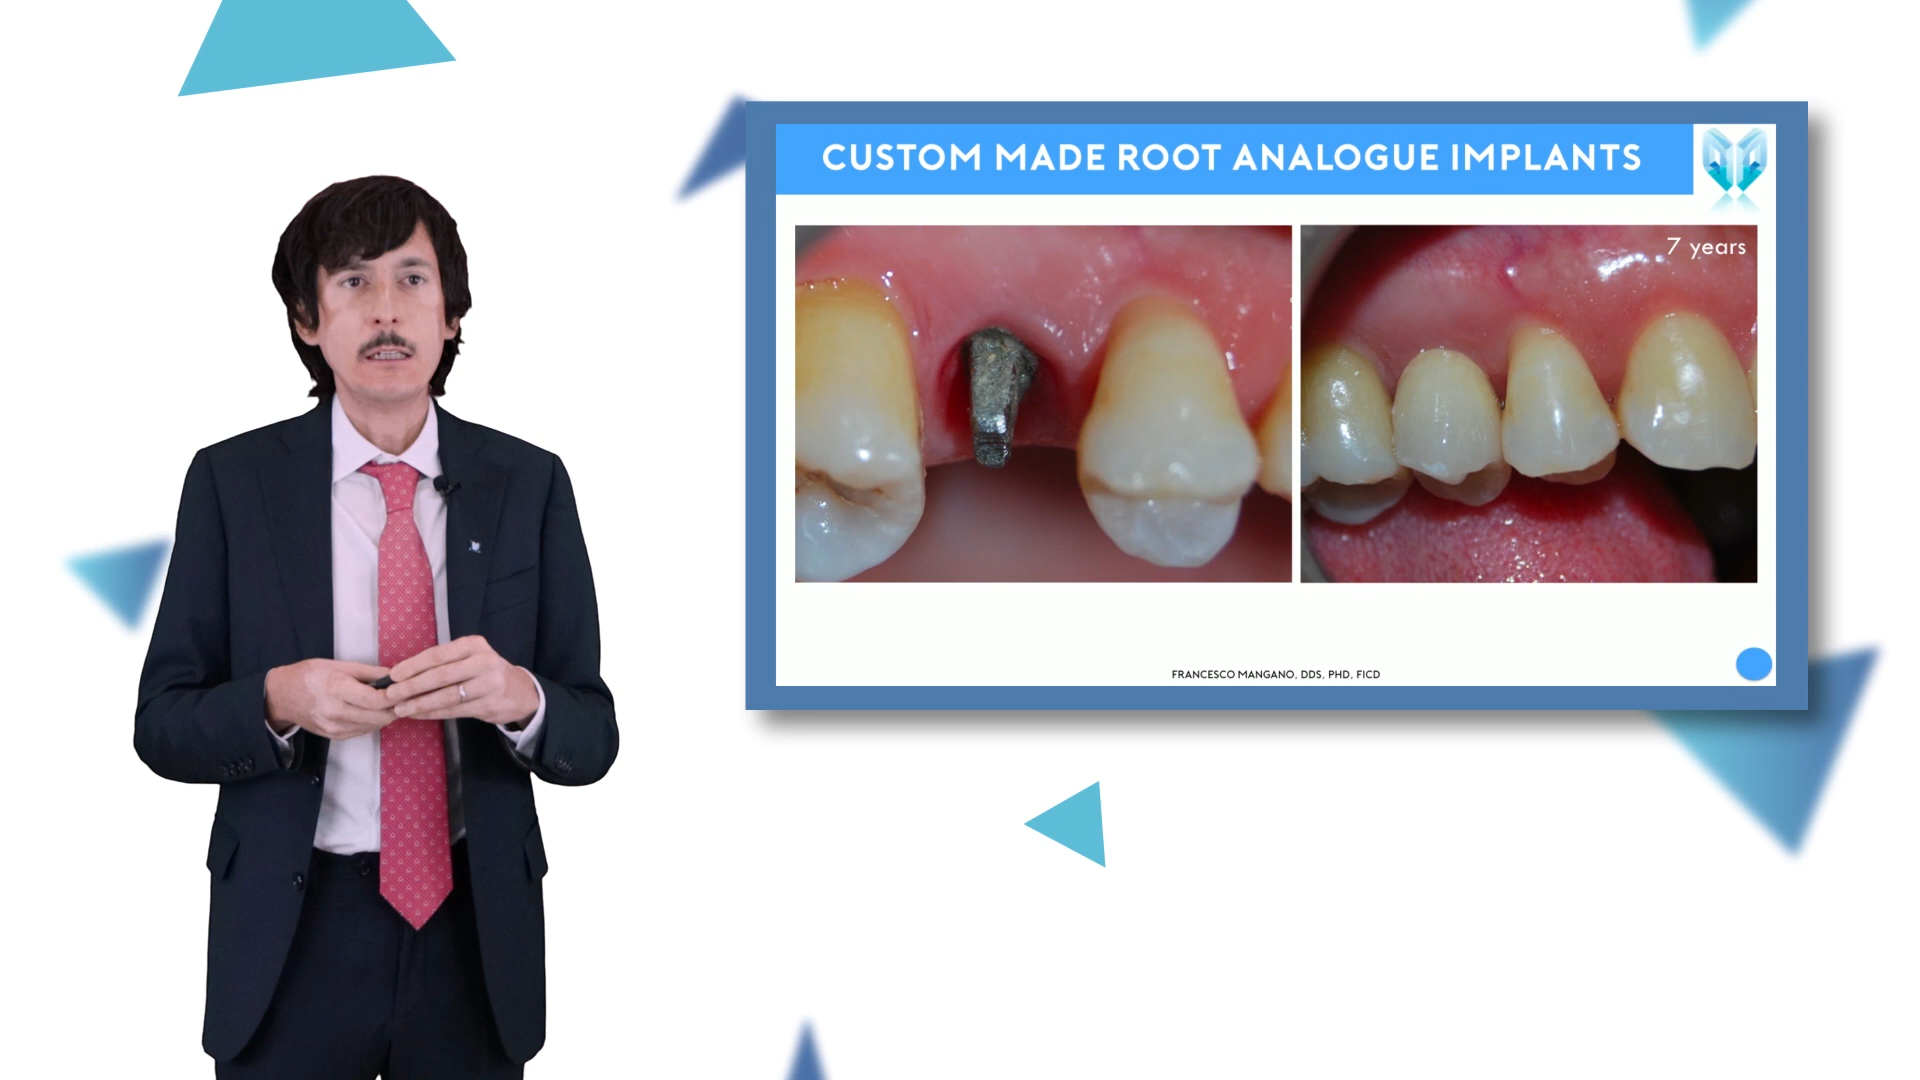 CUSTOM MADE ROOT ANALOGUE IMPLANTS
7 years
FRANCESCO MANGANO, DDS, PHD, FICD